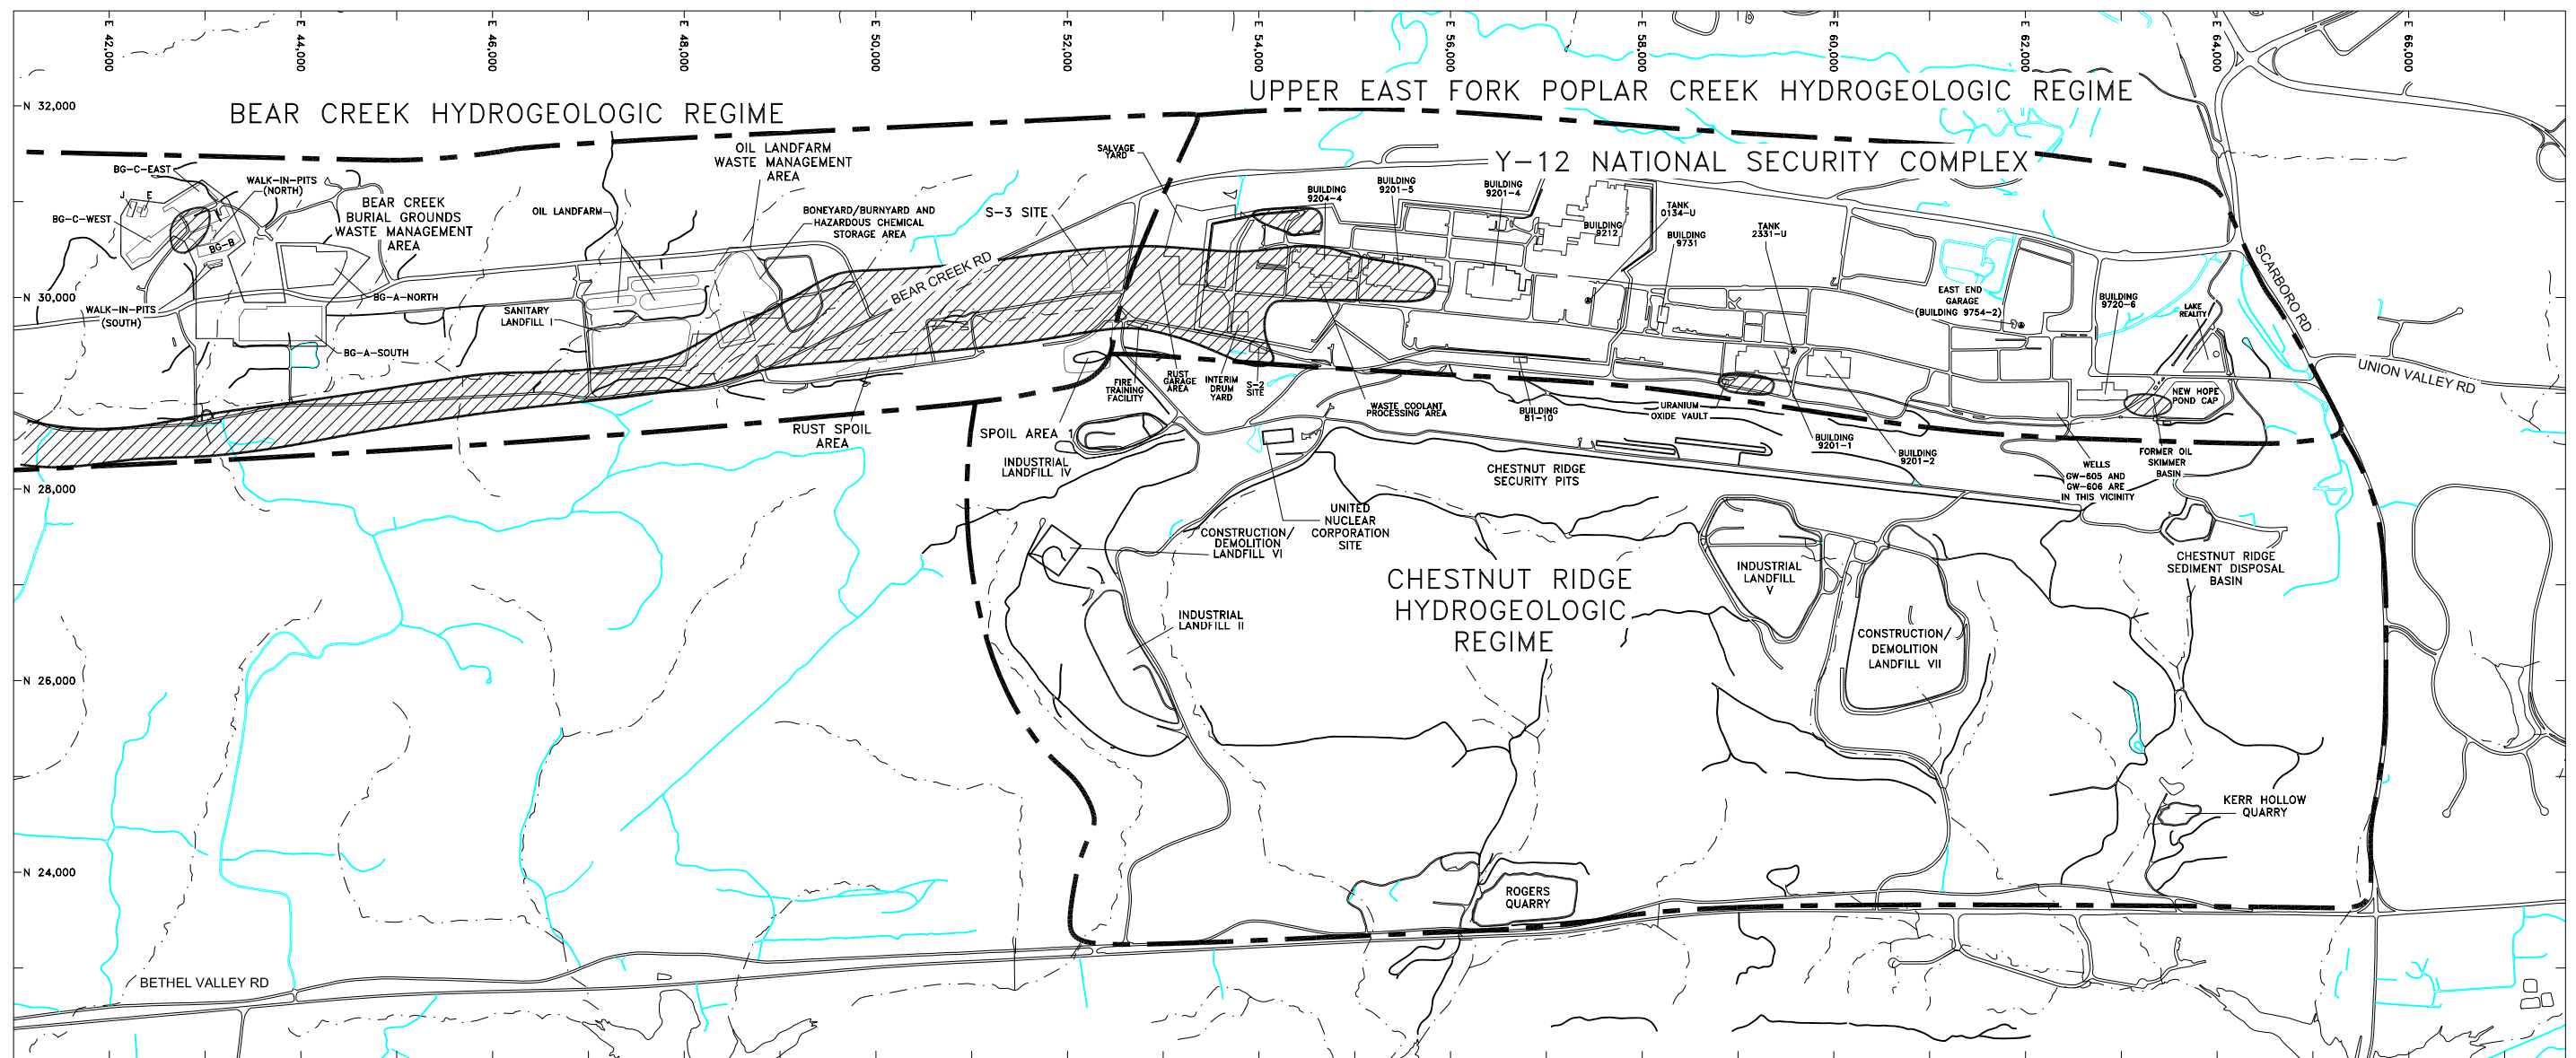 E 42,000
E 44,000
E 46,000
E 48,000
E 50,000
E 52,000
E 54,000
E 56,000
E 58,000
E 60,000
E 62,000
E 64,000
E 66,000
N 32,000
N 30,000
N 28,000
N 26,000
N 24,000
BEAR CREEK HYDROGEOLOGIC REGIME
UPPER EAST FORK POPLAR CREEK HYDROGEOLOGIC REGIME
Y-12 NATIONAL SECURITY COMPLEX
BG-C-EAST
J
E
WALK-IN-PITS
(NORTH)
BG-C-WEST
BG-B
BEAR CREEK
BURIAL GROUNDS
WASTE MANAGEMENT
AREA
WALK-IN-PITS
(SOUTH)
BG-A-NORTH
BG-A-SOUTH
OIL LANDFARM
WASTE MANAGEMENT
AREA
OIL LANDFARM
BONEYARD/BURNYARD AND
HAZARDOUS CHEMICAL
STORAGE AREA
SANITARY
LANDFILL I
SALVAGE
YARD
S-3 SITE
BEAR CREEK RD
RUST SPOIL
AREA
SPOIL AREA 1
FIRE
TRAINING
FACILITY
RUST
GARAGE
AREA
INTERIM
DRUM
YARD
S-2
SITE
BUILDING
9204-4
BUILDING
9201-5
BUILDING
9201-4
BUILDING
9212
TANK
0134-U
BUILDING
9731
TANK
2331-U
EAST END
GARAGE
(BUILDING 9754-2)
BUILDING
9720-6
LAKE
REALITY
SCARBORO RD
UNION VALLEY RD
NEW HOPE
POND CAP
WASTE COOLANT
PROCESSING AREA
BUILDING
81-10
URANIUM
OXIDE VAULT
BUILDING
9201-1
BUILDING
9201-2
WELLS
GW-605 AND
GW-606 ARE
IN THIS VICINITY
FORMER OIL
SKIMMER
BASIN
INDUSTRIAL
LANDFILL IV
CHESTNUT RIDGE
SECURITY PITS
UNITED
NUCLEAR
CORPORATION
SITE
CONSTRUCTION/
DEMOLITION
LANDFILL VI
CHESTNUT RIDGE
HYDROGEOLOGIC
REGIME
INDUSTRIAL
LANDFILL
V
CHESTNUT RIDGE
SEDIMENT DISPOSAL
BASIN
INDUSTRIAL
LANDFILL II
CONSTRUCTION/
DEMOLITION
LANDFILL VII
KERR HOLLOW
QUARRY
ROGERS
QUARRY
BETHEL VALLEY RD